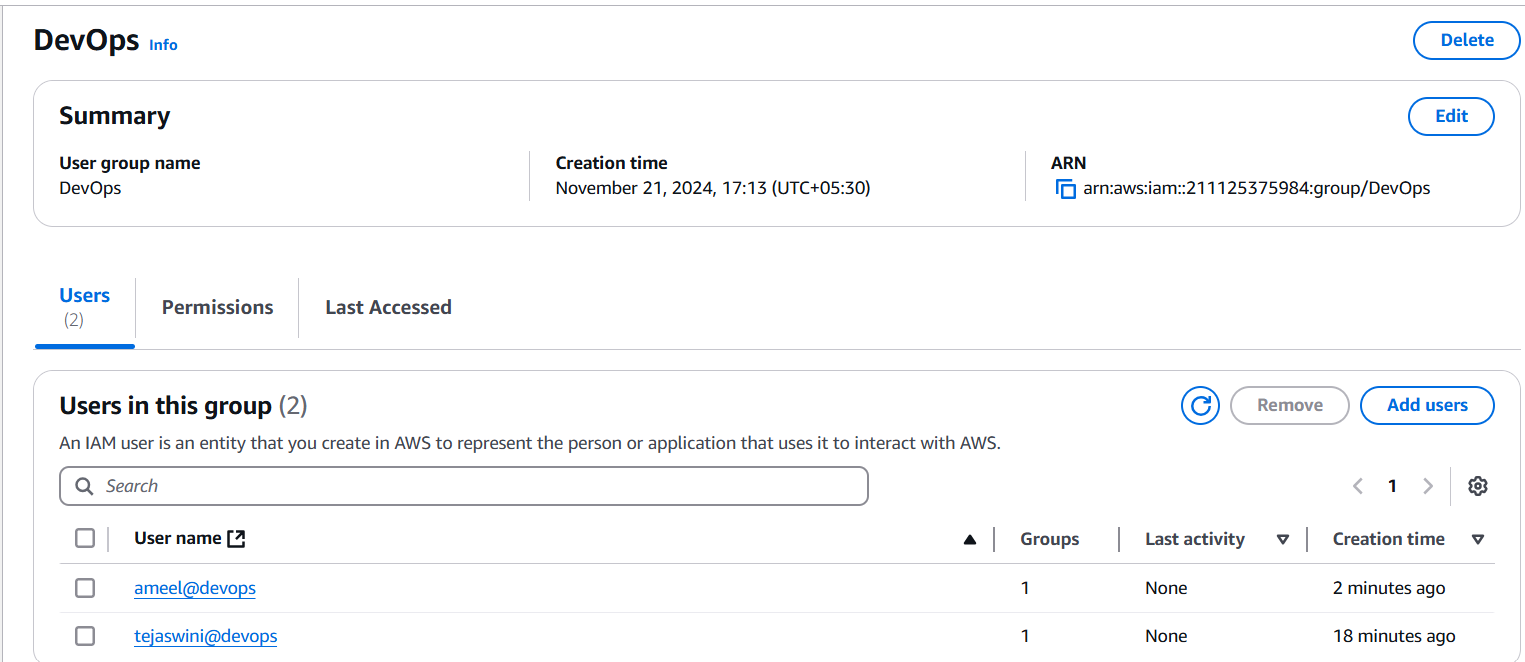 DevOps Info
Delete
Summary
Edit
User group name
DevOps
Creation time
November 21, 2024, 17:13 (UTC+05:30)
ARN
arn:aws:iam::211125375984:group/DevOps
Users
(2)
Permissions
Last Accessed
Users in this group (2)
Remove
Add users
An IAM user is an entity that you create in AWS to represent the person or application that uses it to interact with AWS.
Search
1
User name Groups Last activity Creation time
ameel@devops 1 None 2 minutes ago
tejaswini@devops 1 None 18 minutes ago